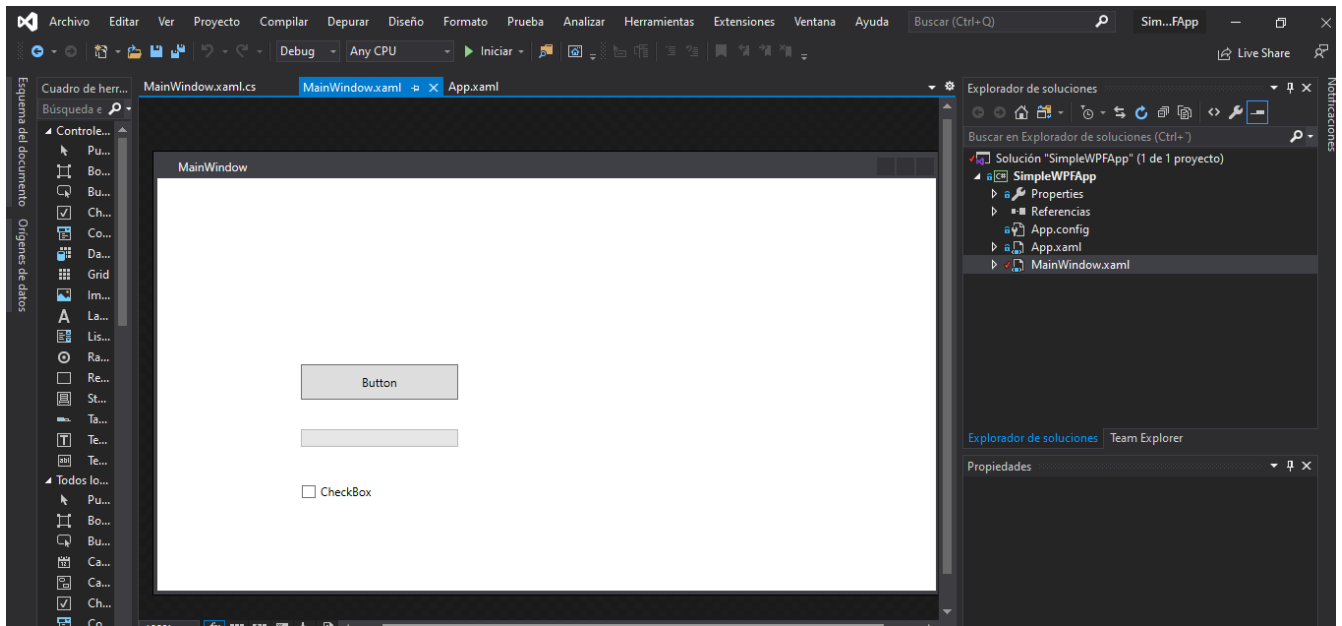 Archivo Editar Ver Proyecto Compilar Depurar Diseño Formato Prueba Analizar Herramientas Extensiones Ventana Ayuda Buscar (Ctrl+Q) Sim...FApp
Debug Any CPU Iniciar Live Share
Esquema del documento
Orígenes de datos
Cuadro de herr...
Búsqueda e
Controle...
Pu...
Bo...
Bu...
Ch...
Co...
Da...
Grid
Im...
La...
Lis...
Ra...
Re...
St...
Ta...
Te...
Te...
Todos lo...
Pu...
Bo...
Bu...
Ca...
Ca...
Ch...
MainWindow.xaml.cs MainWindow.xaml App.xaml
MainWindow
Button
CheckBox
Explorador de soluciones
Buscar en Explorador de soluciones (Ctrl+¨)
Solución "SimpleWPFApp" (1 de 1 proyecto)
SimpleWPFApp
Properties
Referencias
App.config
App.xaml
MainWindow.xaml
Explorador de soluciones Team Explorer
Propiedades
Notificaciones